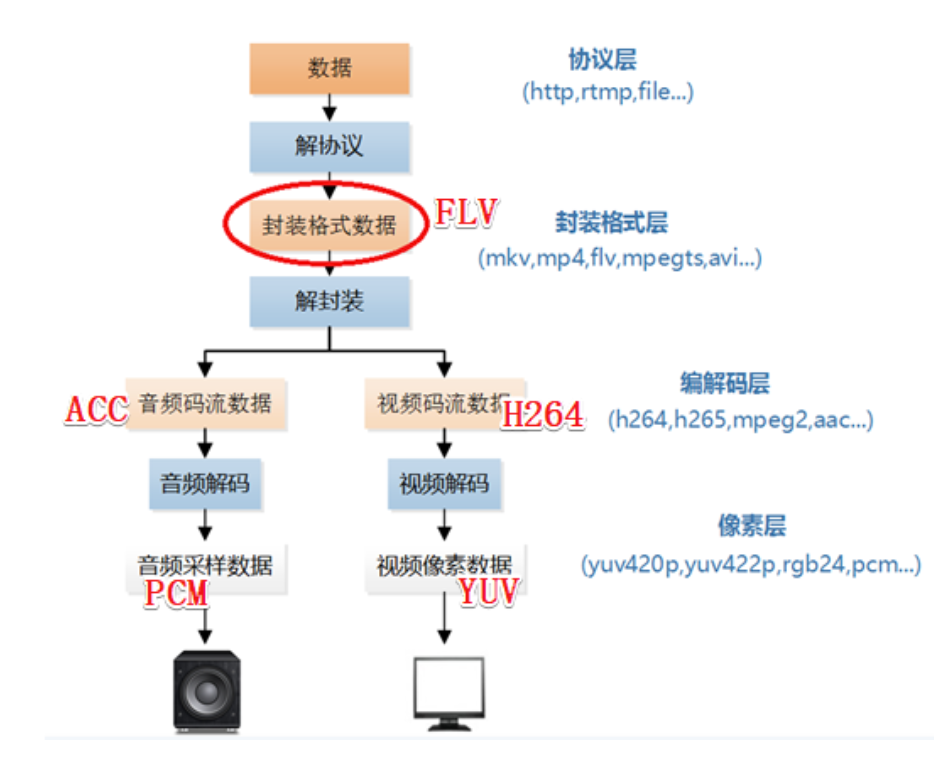 数据
协议层
(http,rtmp,file...)
解协议
封装格式数据
FLV
封装格式层
(mkv,mp4,flv,mpegts,avi...)
解封装
ACC
音频码流数据
视频码流数据
H264
编解码层
(h264,h265,mpeg2,aac...)
音频解码
视频解码
像素层
音频采样数据
PCM
视频像素数据
YUV
(yuv420p,yuv422p,rgb24,pcm...)